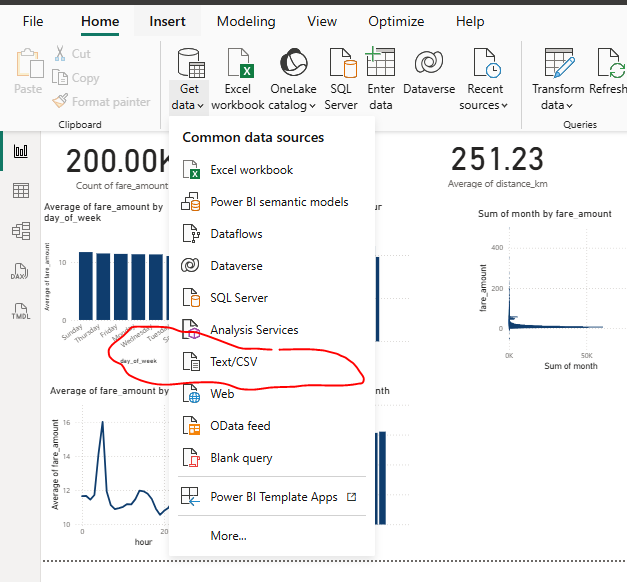 File Home Insert Modeling View Optimize Help
Paste
Cut
Copy
Format painter
Clipboard
Get data
Excel workbook
OneLake catalog
SQL Server
Enter data
Dataverse
Recent sources
Transform data
Refresh
Queries
DAX
TMDL
200.00K
Count of fare_amount
251.23
Average of distance_km
Average of fare_amount by
day_of_week
Average of fare_amount
10
0
Sunday
Thursday
Friday
Monday
Wednesday
day_of_week
Common data sources
Excel workbook
Power BI semantic models
Dataflows
Dataverse
SQL Server
Analysis Services
Text/CSV
Web
OData feed
Blank query
Power BI Template Apps
More...
Sum of month by fare_amount
fare_amount
400
200
0
0K
50K
Sum of month
Average of fare_amount by
Average of fare_amount
16
14
12
10
0
hour